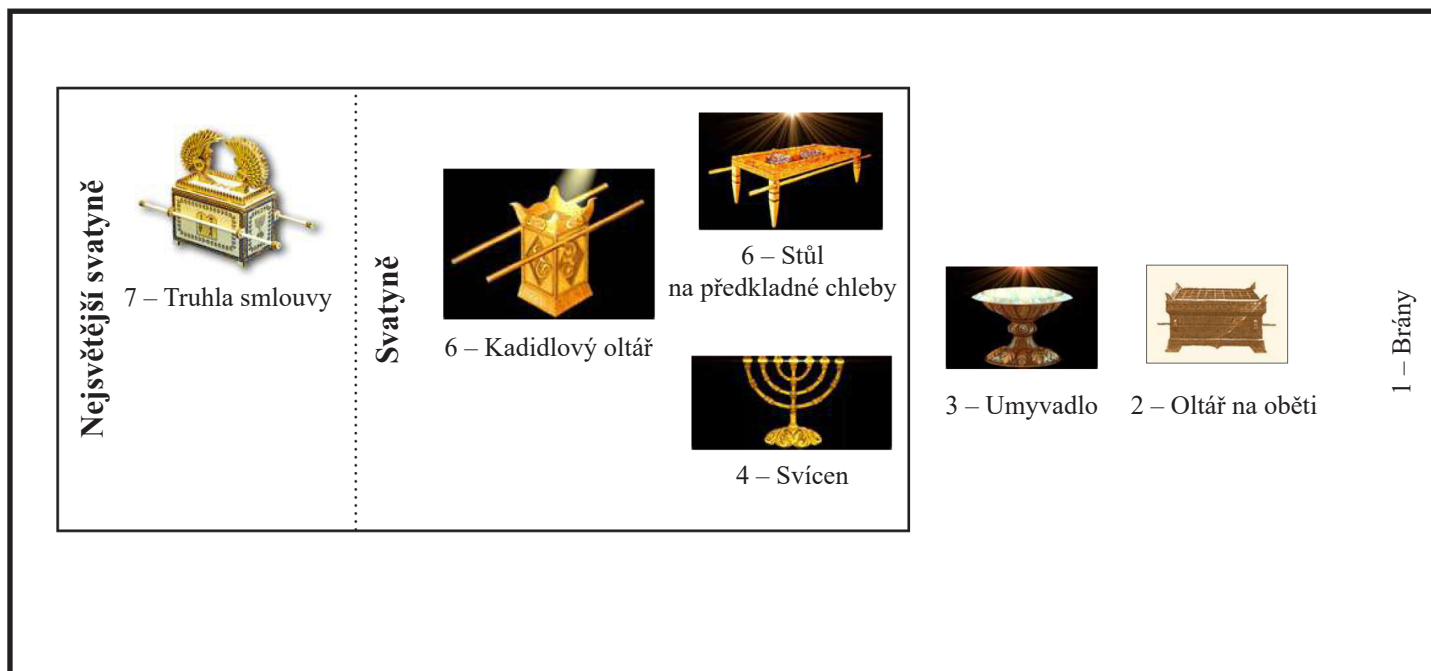 Nejsvětější svatyně
7 – Truhla smlouvy
Svatyně
6 – Kadidlový oltář
6 – Stůl
na předkladné chleby
4 – Svícen
3 – Umyvadlo
2 – Oltář na oběti
1 – Brány